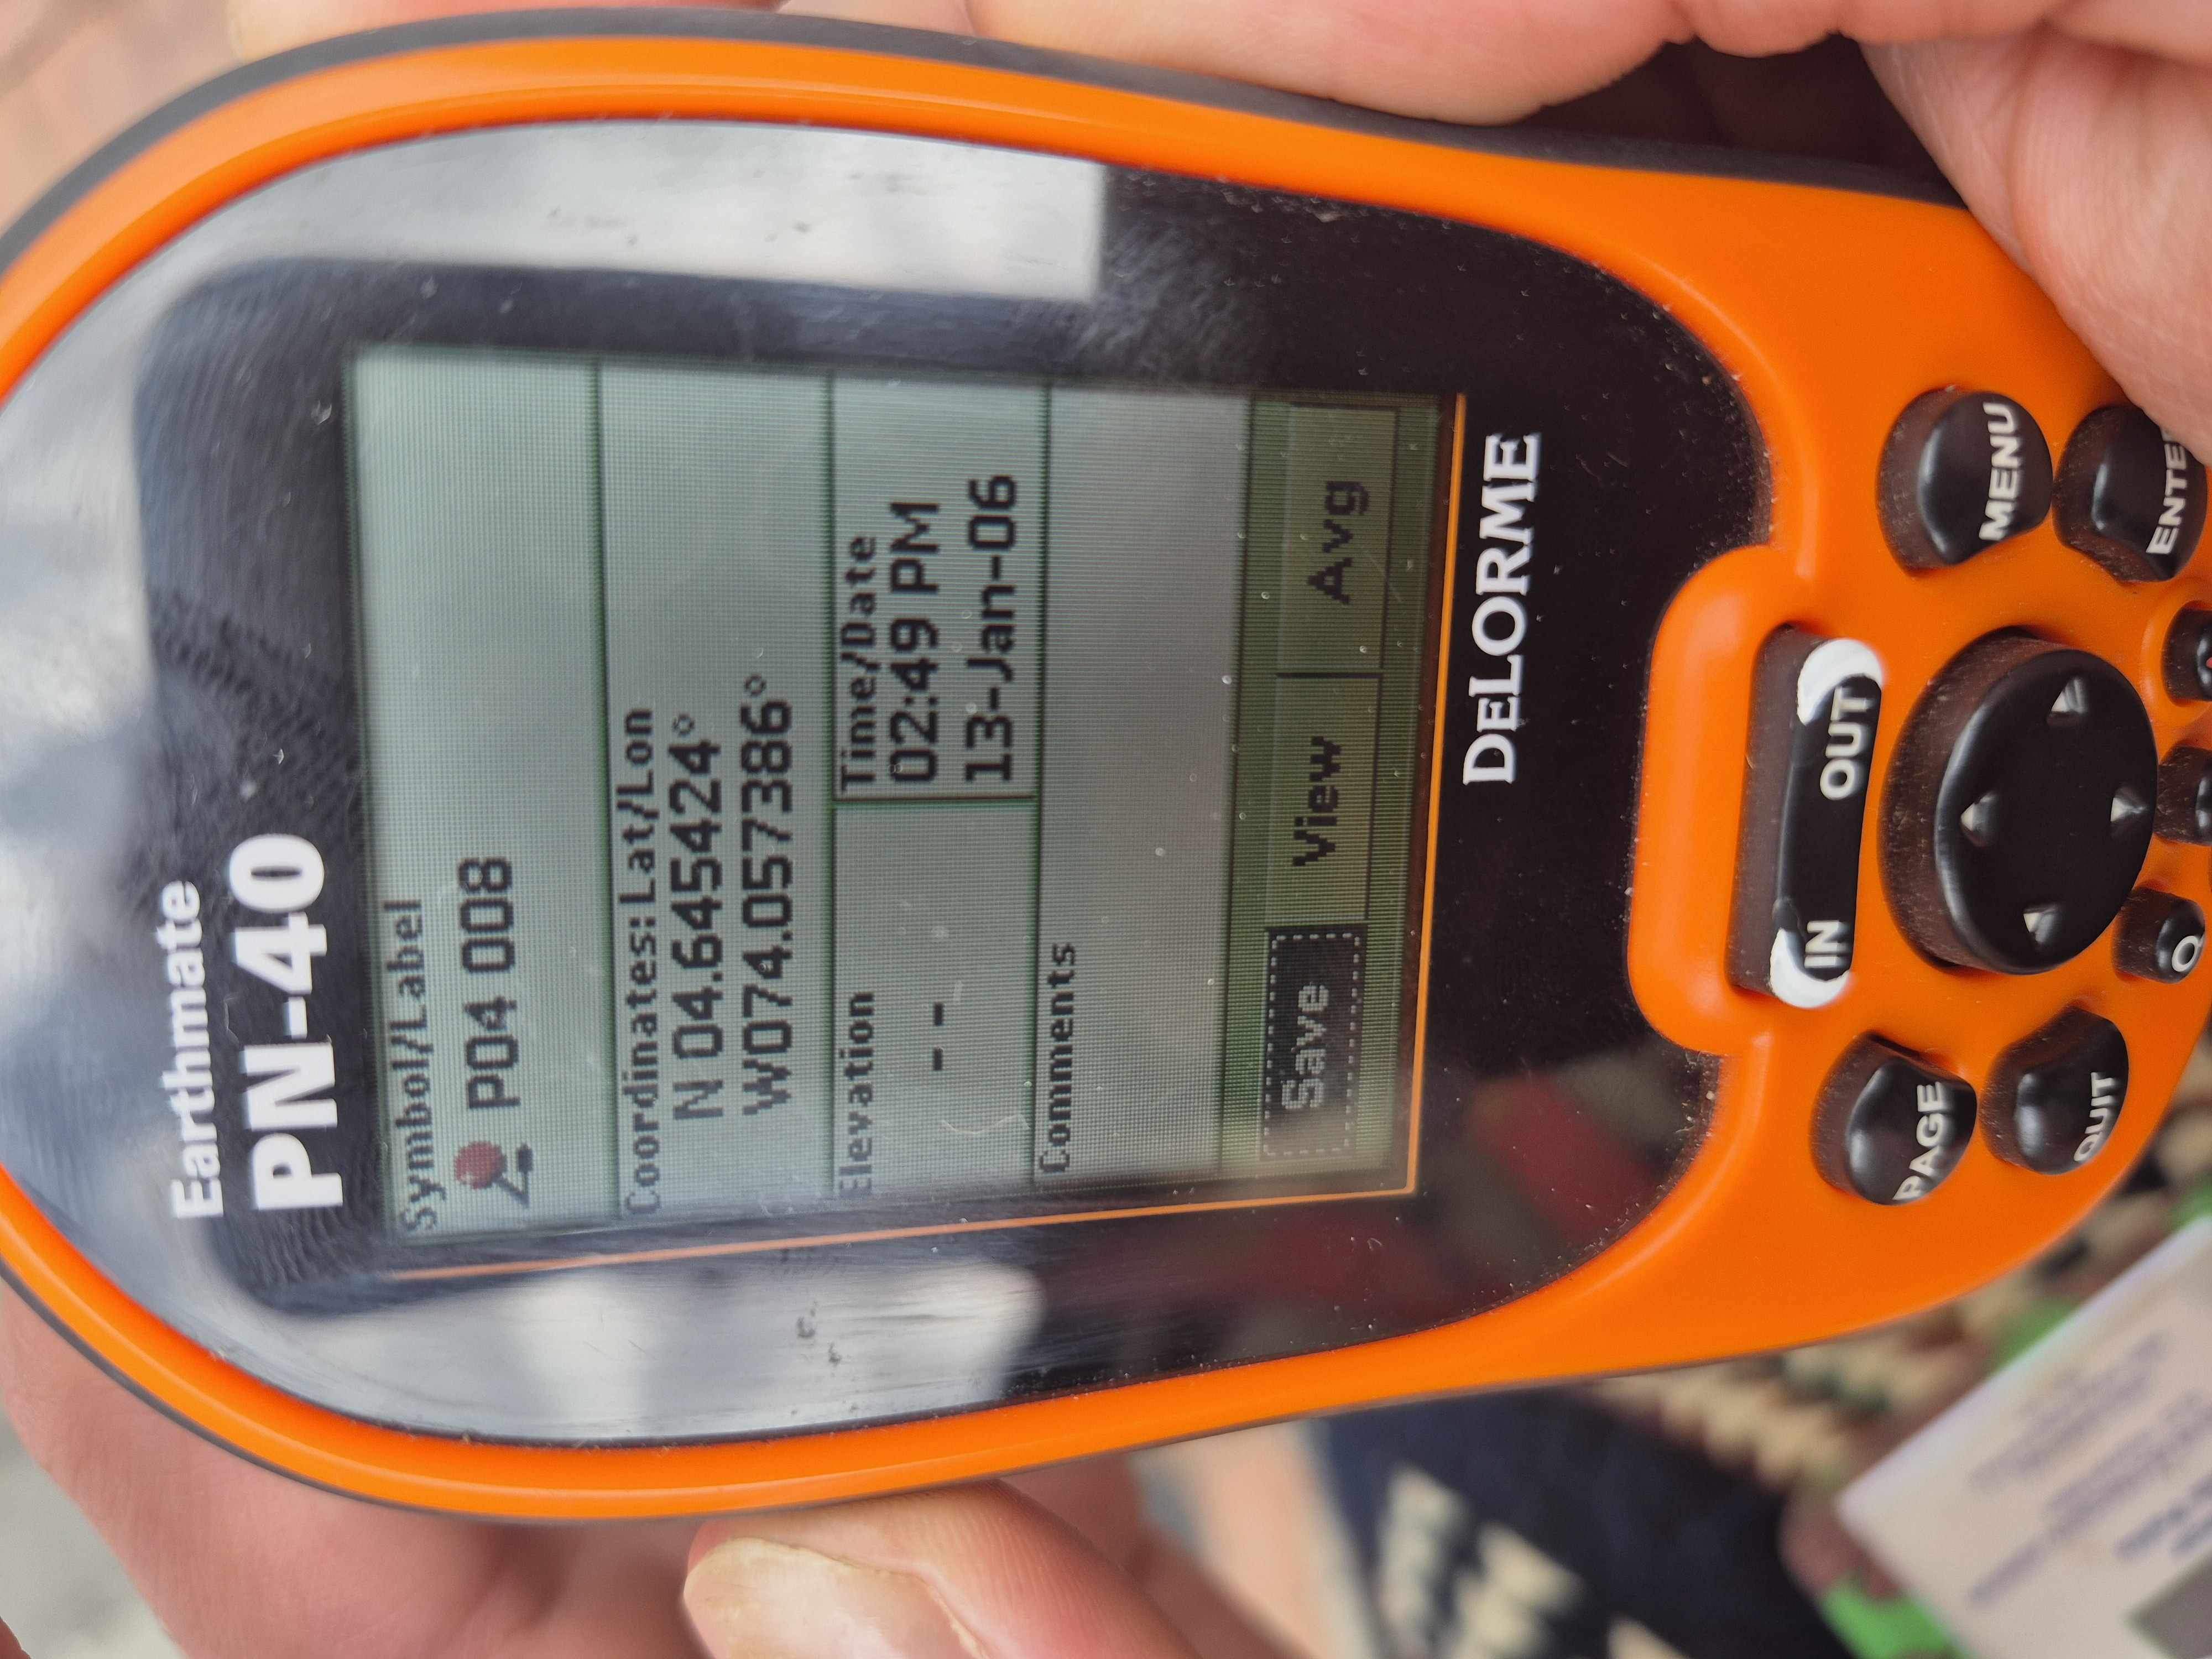 Earthmate
PN-40
Symbol/Label
P04 008
Coordinates: Lat/Lon
N 04.645424°
W074.057386°
Elevation
--
Time/Date
02:49 PM
13-Jan-06
Comments
Save View Avg
DELORME
IN OUT
PAGE MENU
QUIT